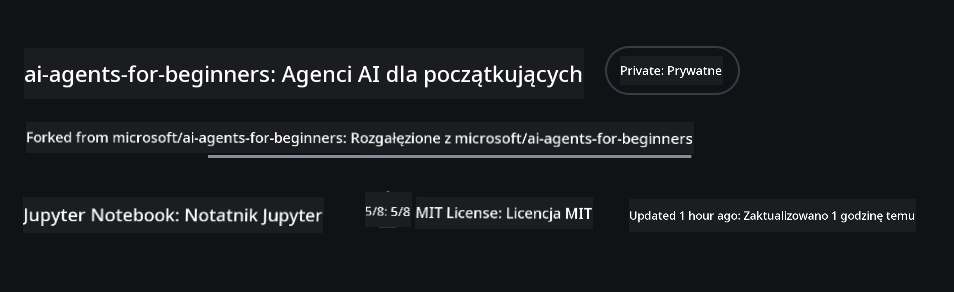 ai-agents-for-beginners: Agenci AI dla początkujących
Private: Prywatne
Forked from microsoft/ai-agents-for-beginners: Rozgałęzione z microsoft/ai-agents-for-beginners
Jupyter Notebook: Notatnik Jupyter 5/8: 5/8 MIT License: Licencja MIT Updated 1 hour ago: Zaktualizowano 1 godzinę temu